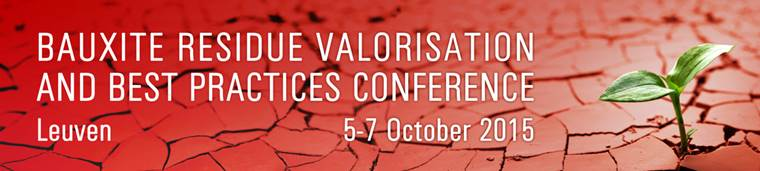 BAUXITE RESIDUE VALORISATION
AND BEST PRACTICES CONFERENCE
Leuven 5-7 October 2015